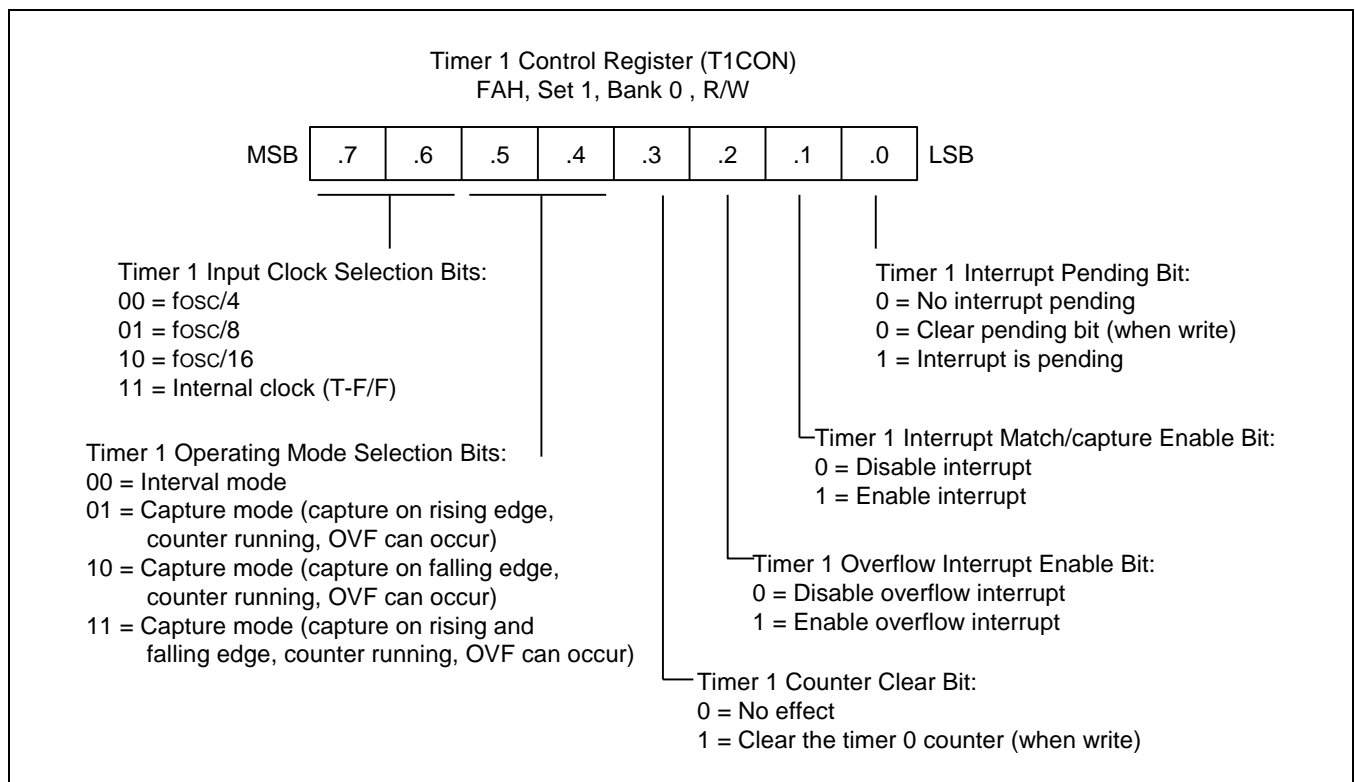 Timer 1 Control Register (T1CON)
FAH, Set 1, Bank 0 , R/W
MSB .7 .6 .5 .4 .3 .2 .1 .0 LSB
Timer 1 Input Clock Selection Bits:
00 = fOSC/4
01 = fOSC/8
10 = fOSC/16
11 = Internal clock (T-F/F)
Timer 1 Operating Mode Selection Bits:
00 = Interval mode
01 = Capture mode (capture on rising edge,
counter running, OVF can occur)
10 = Capture mode (capture on falling edge,
counter running, OVF can occur)
11 = Capture mode (capture on rising and
falling edge, counter running, OVF can occur)
Timer 1 Interrupt Pending Bit:
0 = No interrupt pending
0 = Clear pending bit (when write)
1 = Interrupt is pending
Timer 1 Interrupt Match/capture Enable Bit:
0 = Disable interrupt
1 = Enable interrupt
Timer 1 Overflow Interrupt Enable Bit:
0 = Disable overflow interrupt
1 = Enable overflow interrupt
Timer 1 Counter Clear Bit:
0 = No effect
1 = Clear the timer 0 counter (when write)